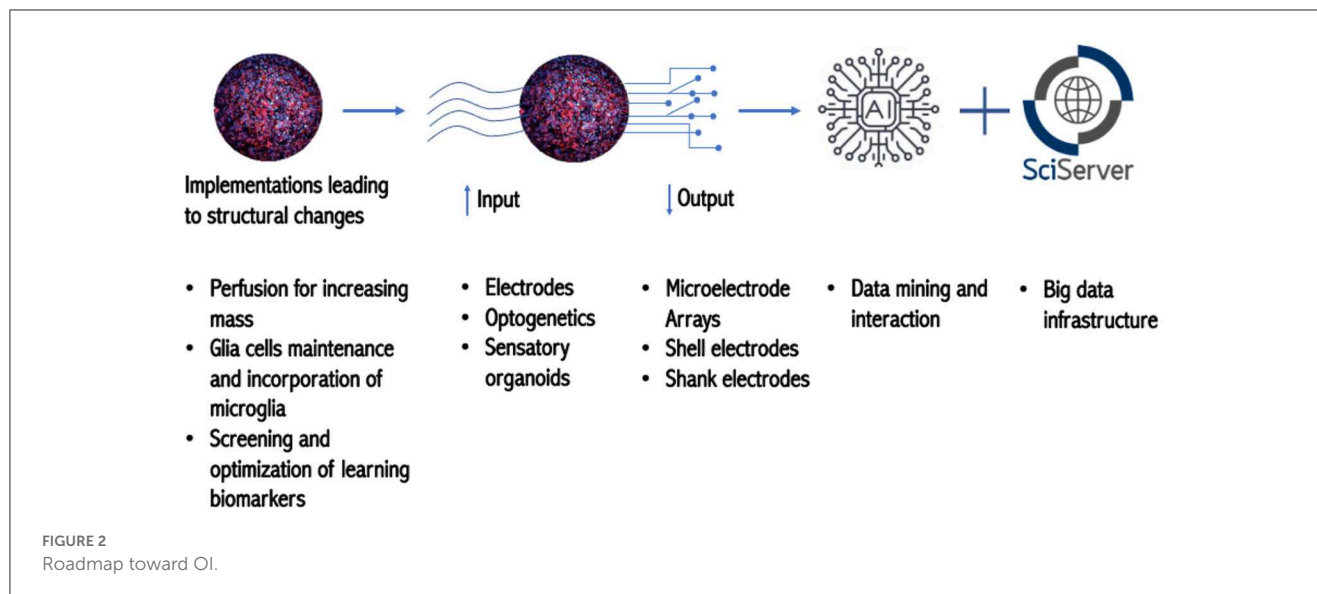 AI
SciServer
Implementations leading
to structural changes
Input
Output
• Perfusion for increasing
mass
• Glia cells maintenance
and incorporation of
microglia
• Screening and
optimization of learning
biomarkers
• Electrodes
• Optogenetics
• Sensatory
organoids
• Microelectrode
Arrays
• Shell electrodes
• Shank electrodes
• Data mining and
interaction
• Big data
infrastructure
FIGURE 2
Roadmap toward OI.